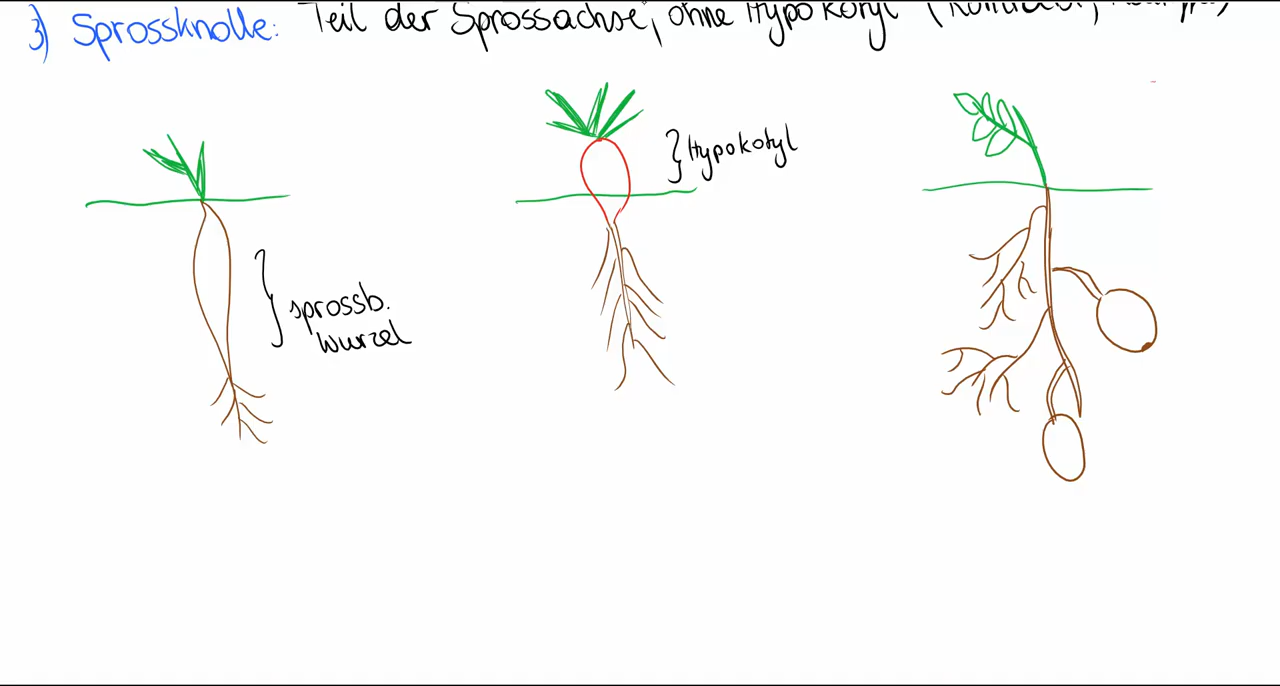 3) Sprossknolle: Teil der Sprossachse, ohne Hypokotyl
Hypokotyl
sprossb.
Wurzel